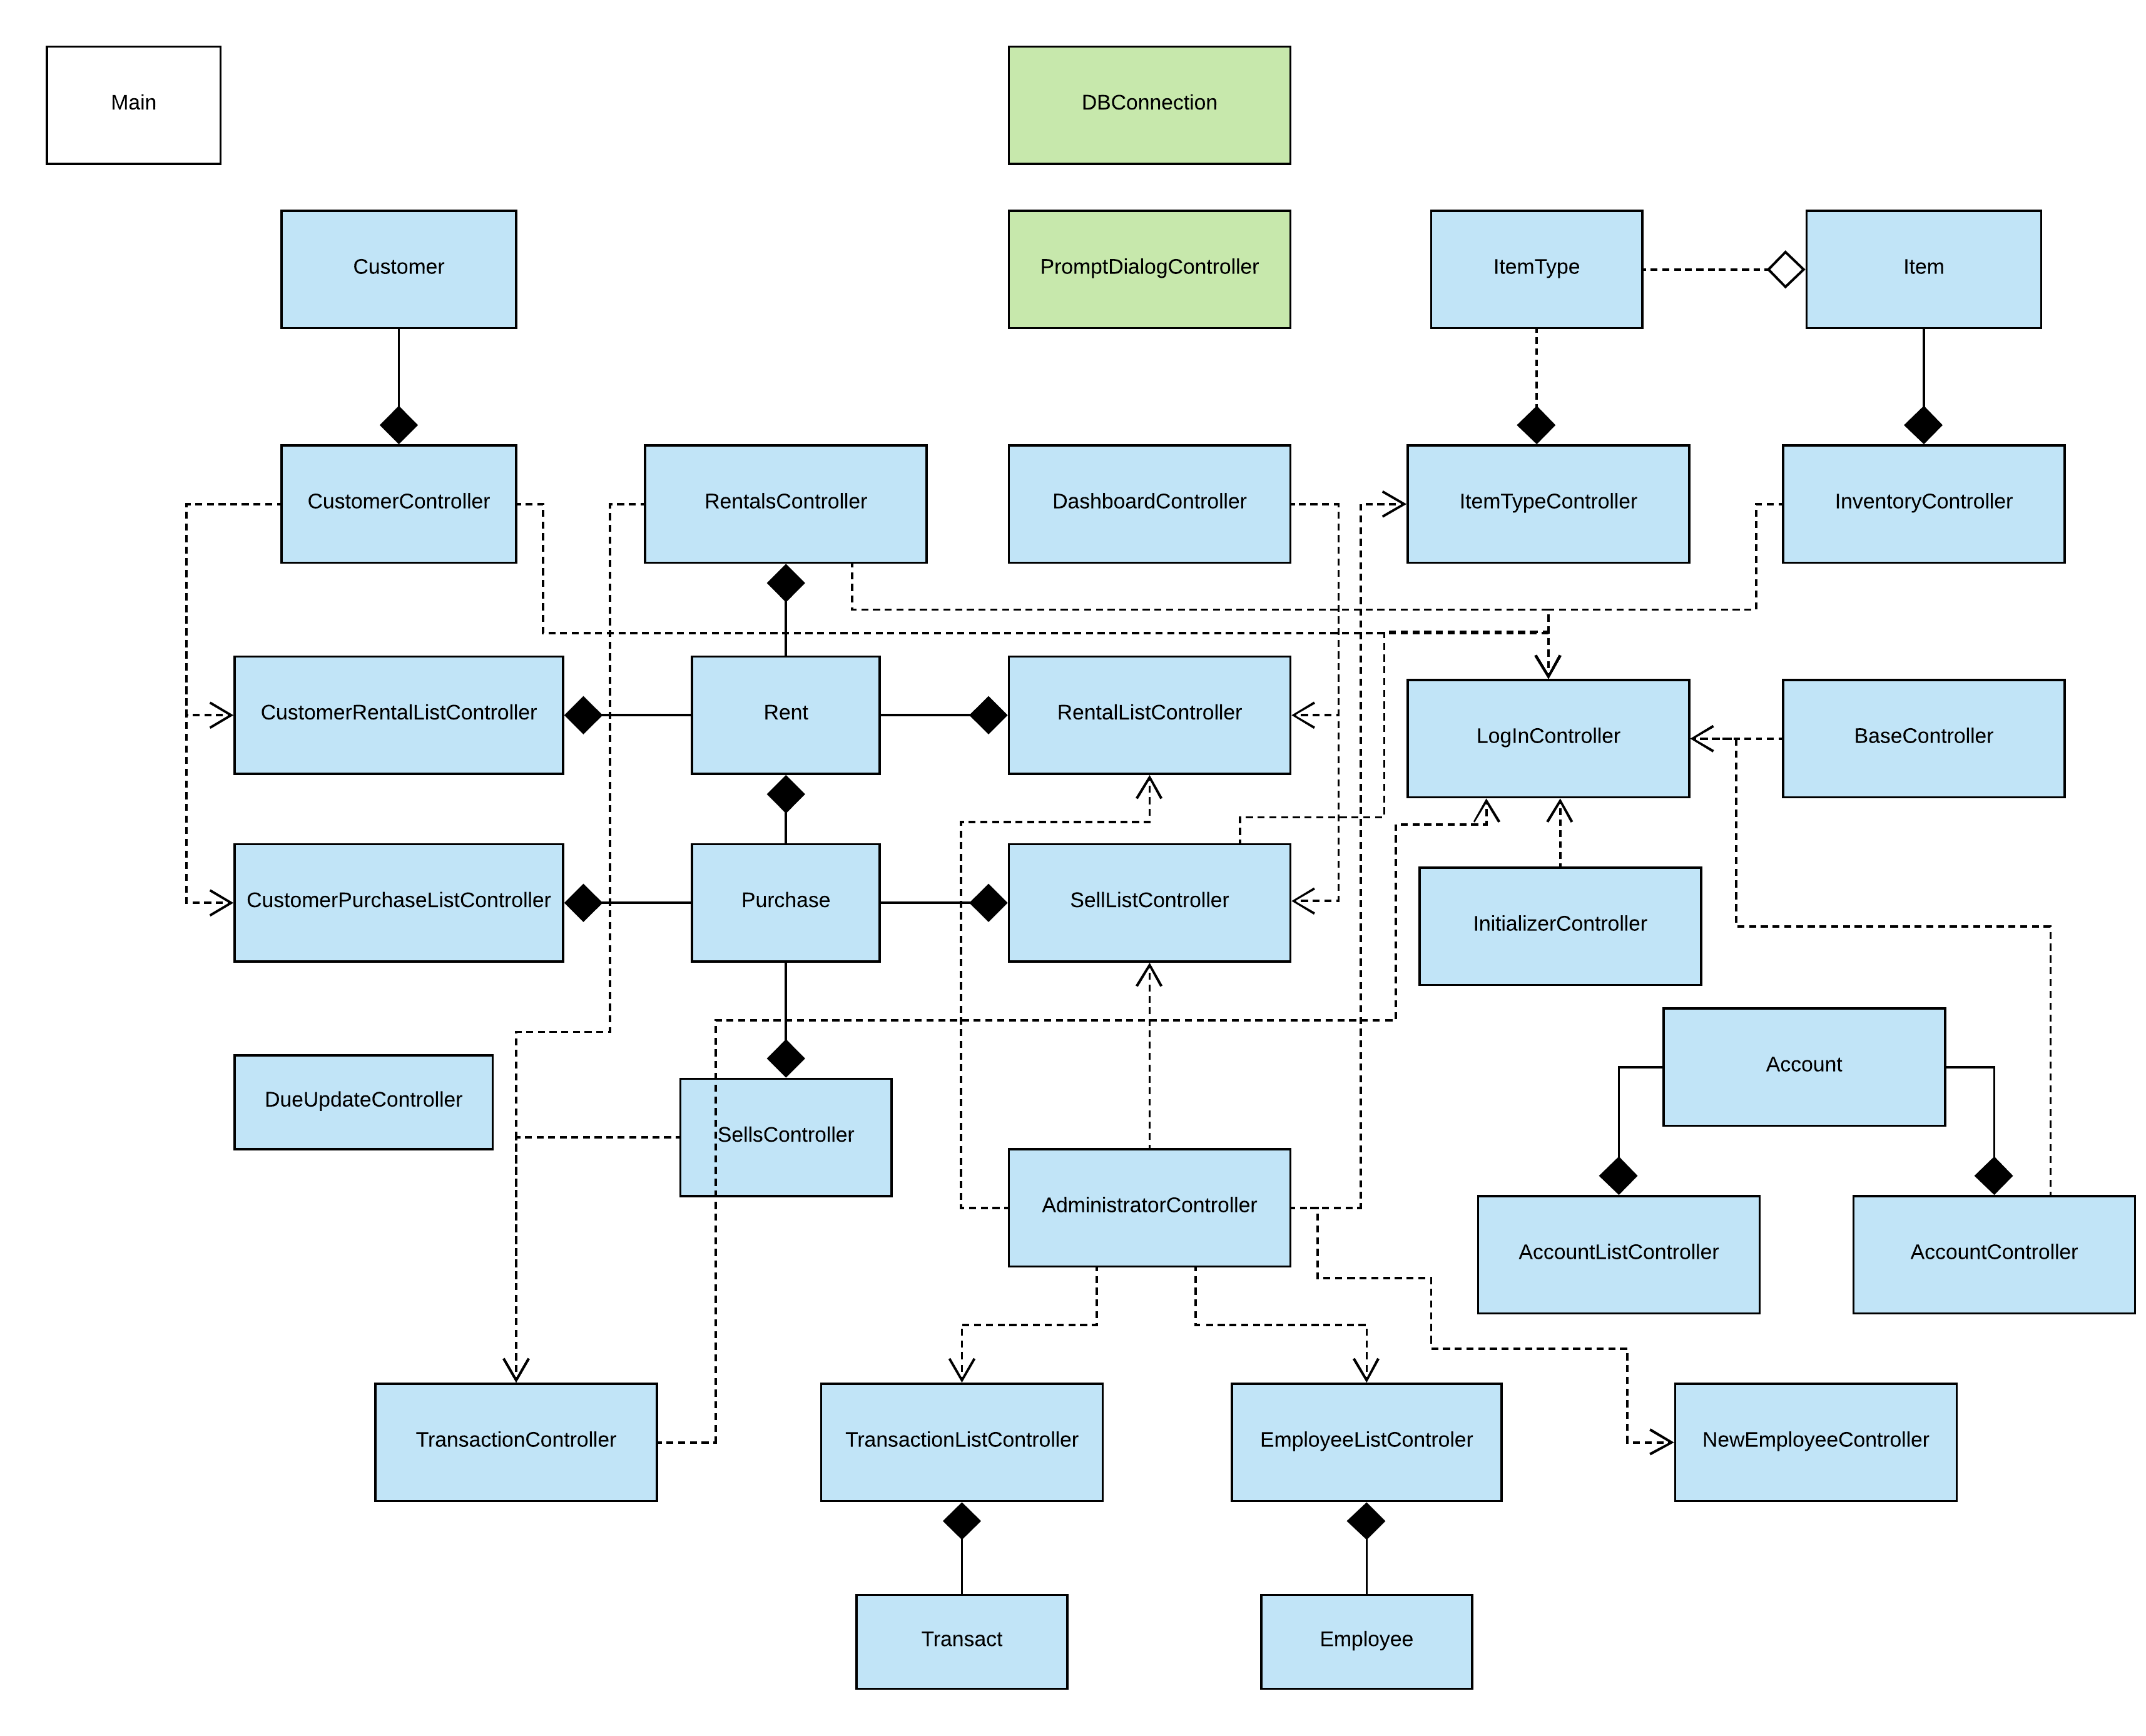 Main
DBConnection
Customer
PromptDialogController
ItemType
Item
CustomerController
RentalsController
DashboardController
ItemTypeController
InventoryController
CustomerRentalListController
Rent
RentalListController
LogInController
BaseController
CustomerPurchaseListController
Purchase
SellListController
InitializerController
Account
DueUpdateController
SellsController
AdministratorController
AccountListController
AccountController
TransactionController
TransactionListController
EmployeeListControler
NewEmployeeController
Transact
Employee